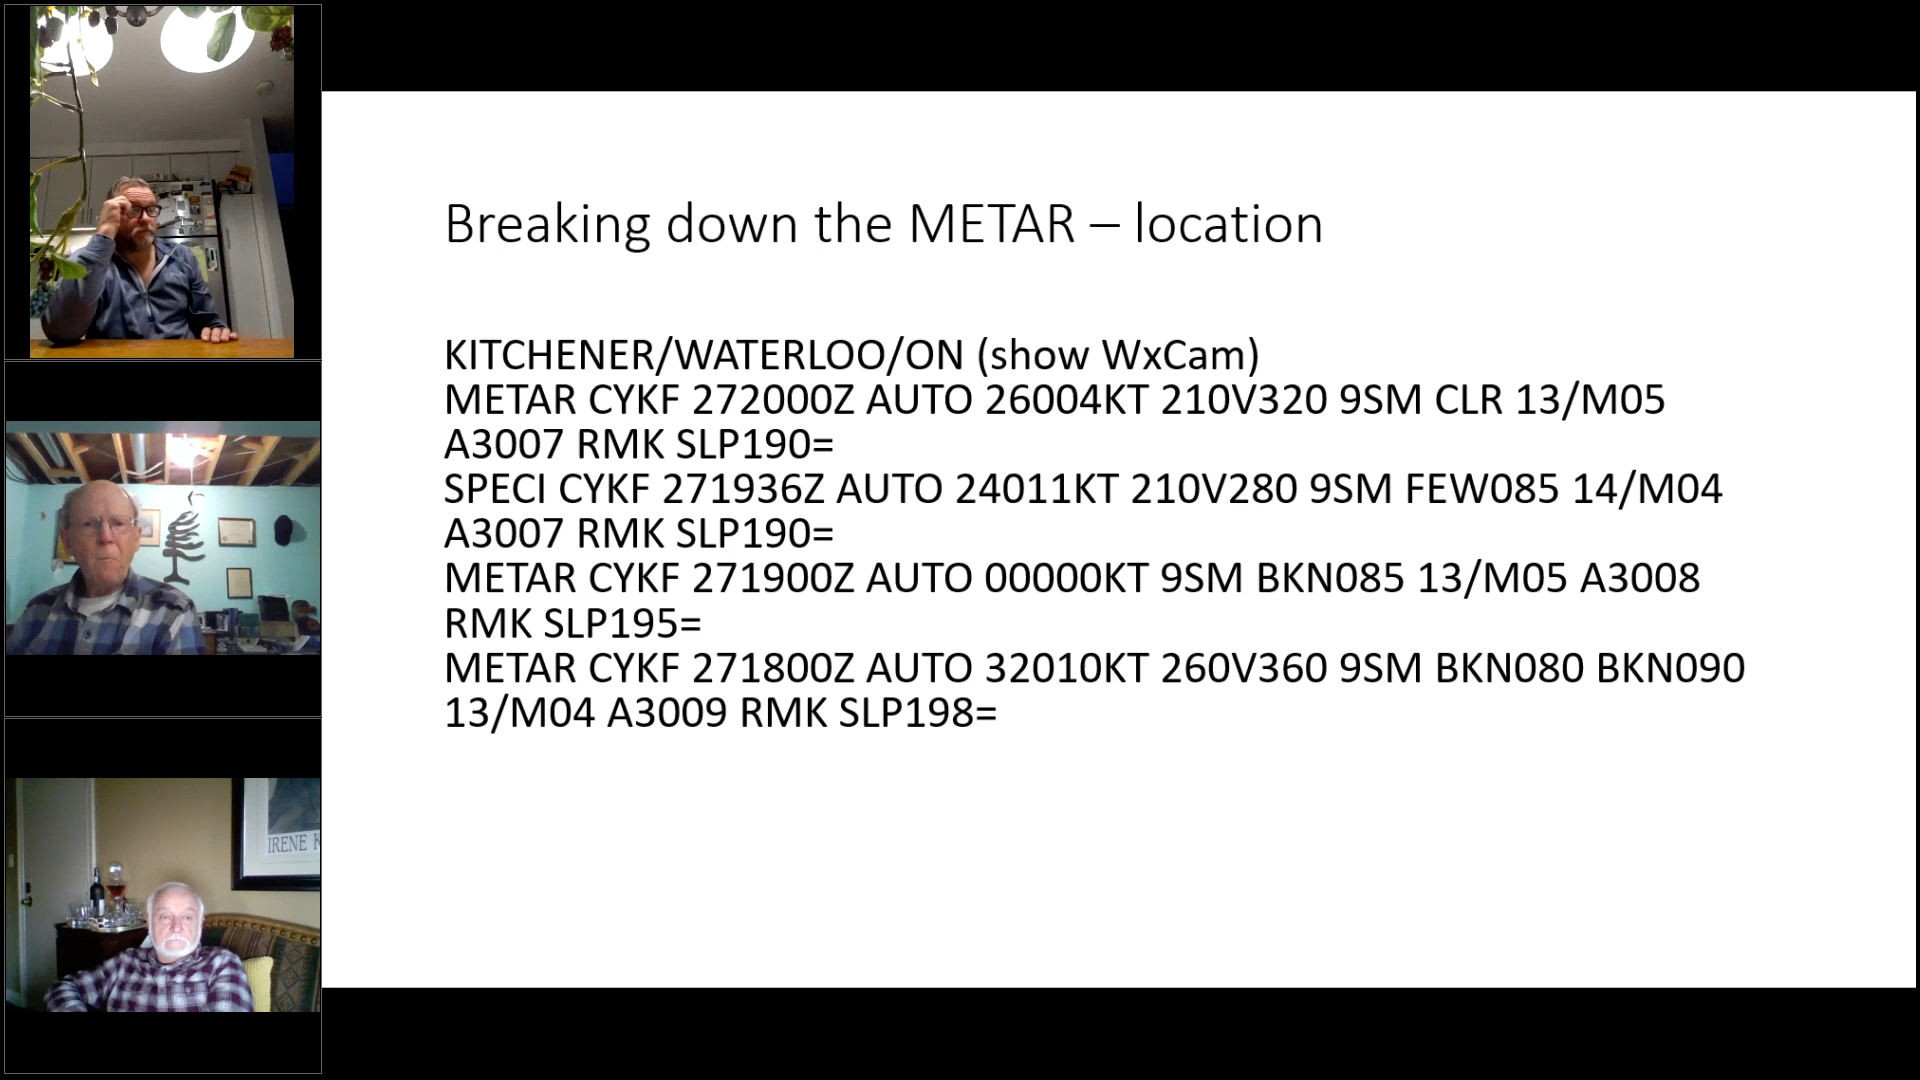 Breaking down the METAR – location
KITCHENER/WATERLOO/ON (show WxCam)
METAR CYKF 272000Z AUTO 26004KT 210V320 9SM CLR 13/M05
A3007 RMK SLP190=
SPECI CYKF 271936Z AUTO 24011KT 210V280 9SM FEW085 14/M04
A3007 RMK SLP190=
METAR CYKF 271900Z AUTO 00000KT 9SM BKN085 13/M05 A3008
RMK SLP195=
METAR CYKF 271800Z AUTO 32010KT 260V360 9SM BKN080 BKN090
13/M04 A3009 RMK SLP198=
IRENE K